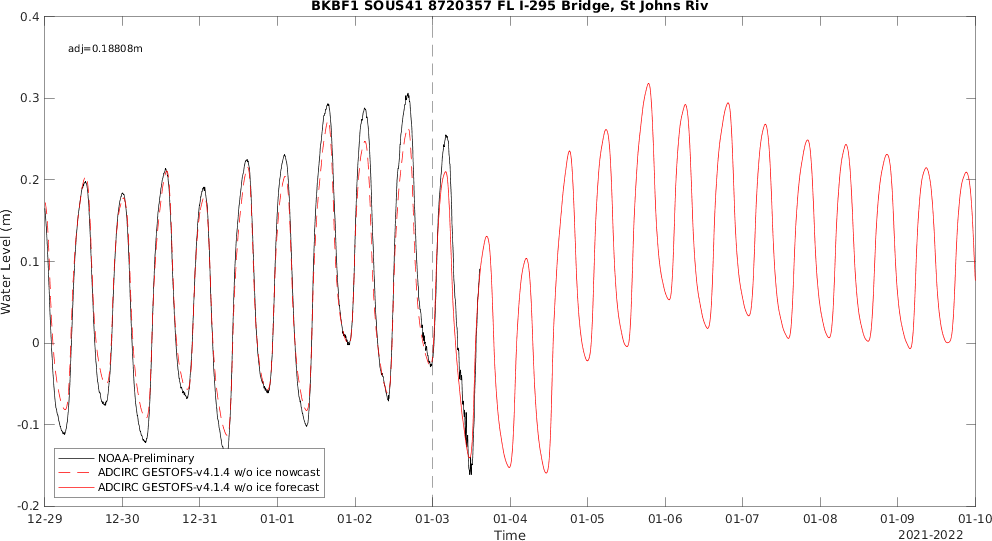 BKBF1 SOUS41 8720357 FL I-295 Bridge, St Johns Riv
0.4
adj=0.18808m
0.3
0.2
0.1
0
-0.1
-0.2
Water Level (m)
NOAA-Preliminary
ADCIRC GESTOFS-v4.1.4 w/o ice nowcast
ADCIRC GESTOFS-v4.1.4 w/o ice forecast
12-29 12-30 12-31 01-01 01-02 01-03 01-04 01-05 01-06 01-07 01-08 01-09 01-10
Time
2021-2022